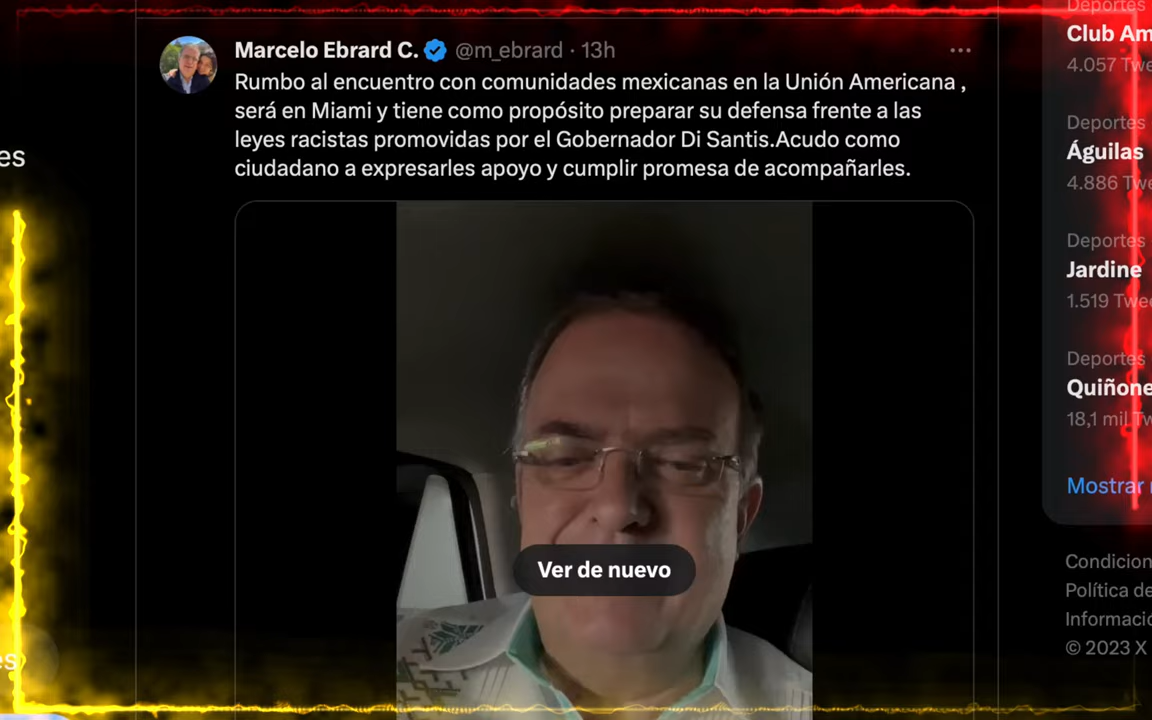 Marcelo Ebrard C. @m_ebrard · 13h
Rumbo al encuentro con comunidades mexicanas en la Unión Americana ,
será en Miami y tiene como propósito preparar su defensa frente a las
leyes racistas promovidas por el Gobernador Di Santis.Acudo como
ciudadano a expresarles apoyo y cumplir promesa de acompañarles.
Ver de nuevo
es
es
Deportes
Club Am
4.057 Twe
Deportes
Águilas
4.886 Twe
Deportes
Jardine
1.519 Twee
Deportes
Quiñone
18,1 mil Tw
Mostrar
Condicion
Política de
Informació
© 2023 X